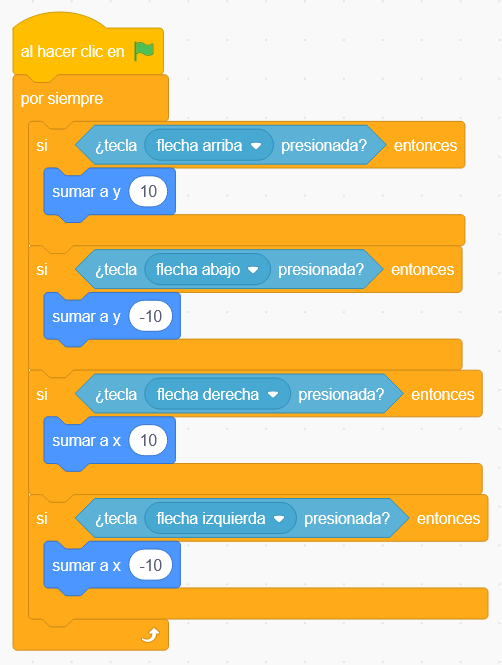 al hacer clic en
por siempre
si ¿tecla flecha arriba presionada? entonces
sumar a y 10
si ¿tecla flecha abajo presionada? entonces
sumar a y -10
si ¿tecla flecha derecha presionada? entonces
sumar a x 10
si ¿tecla flecha izquierda presionada? entonces
sumar a x -10